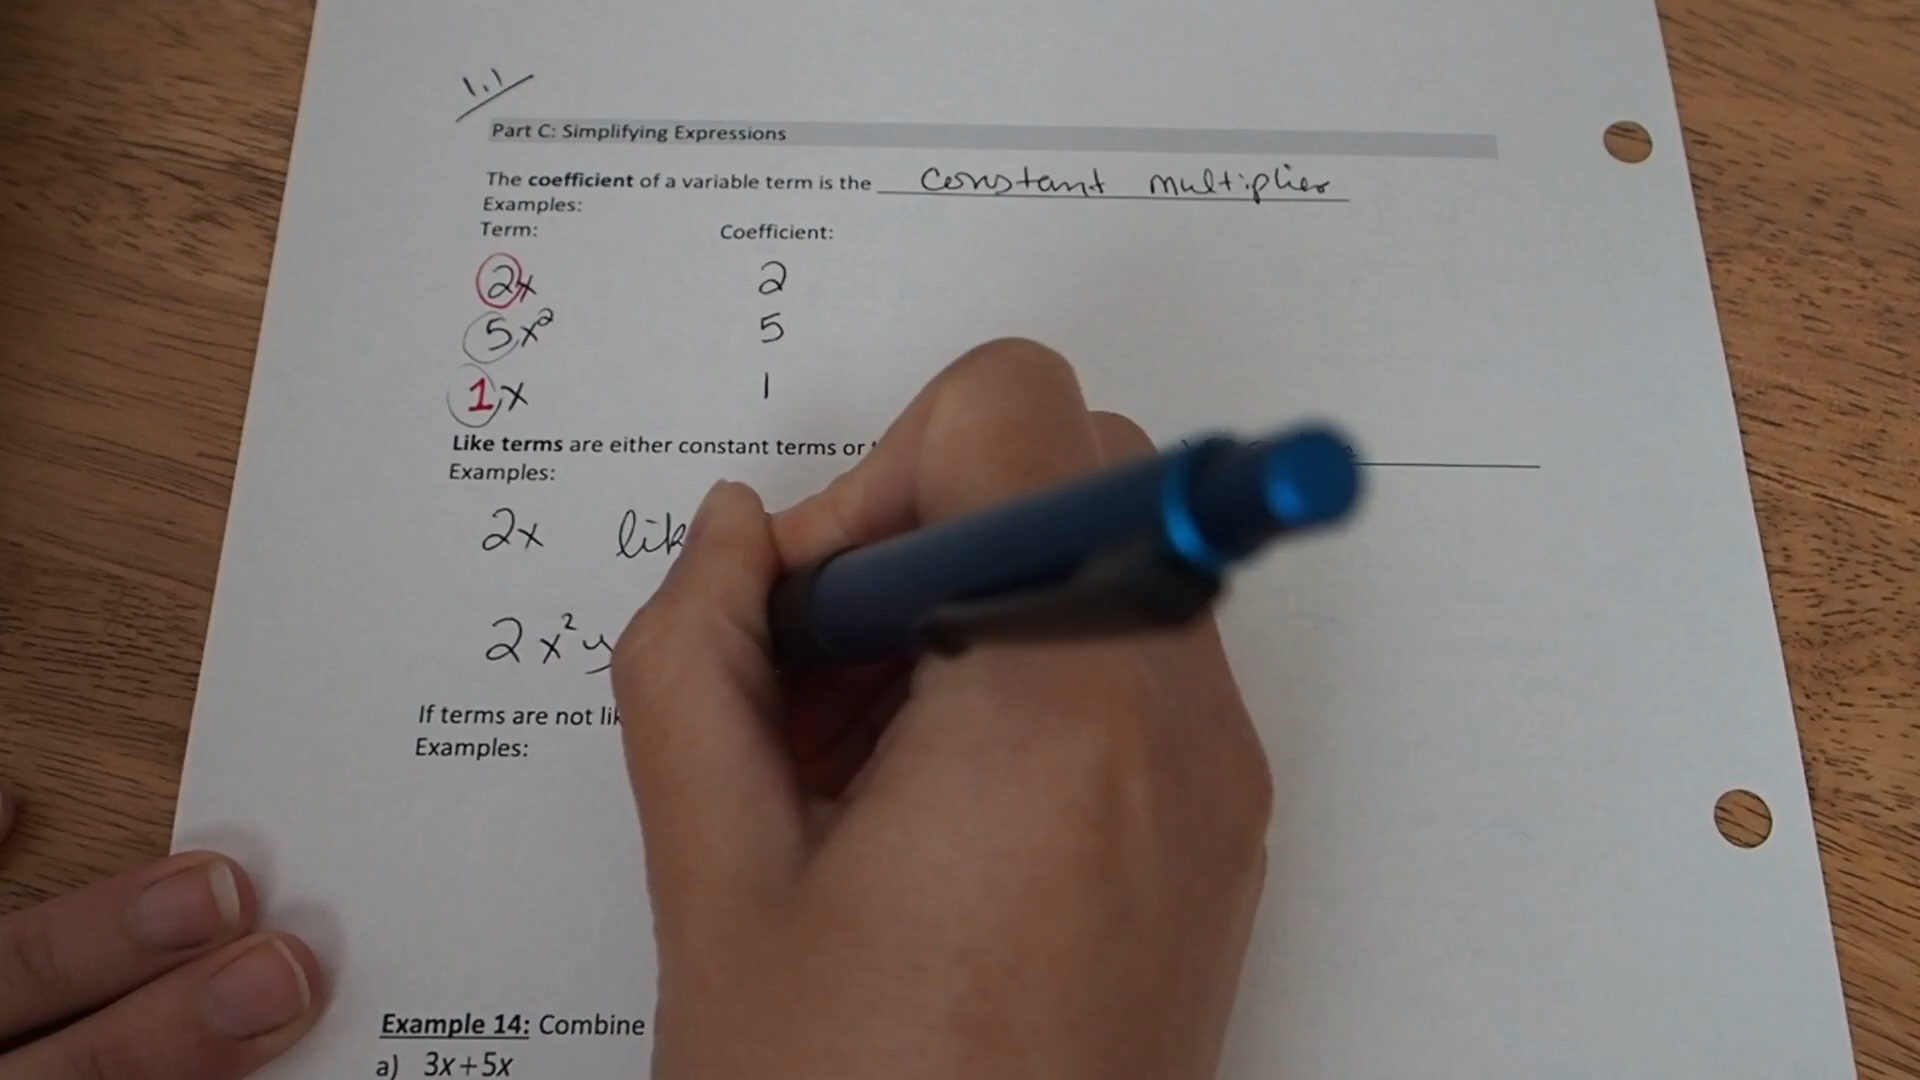 1.1
Part C: Simplifying Expressions
The coefficient of a variable term is the constant multiplier
Examples:
Term: Coefficient:
2x 2
5x² 5
1x 1
Like terms are either constant terms or
Examples:
2x lik
2x²y
If terms are not lik
Examples:
Example 14: Combine
a) 3x+5x